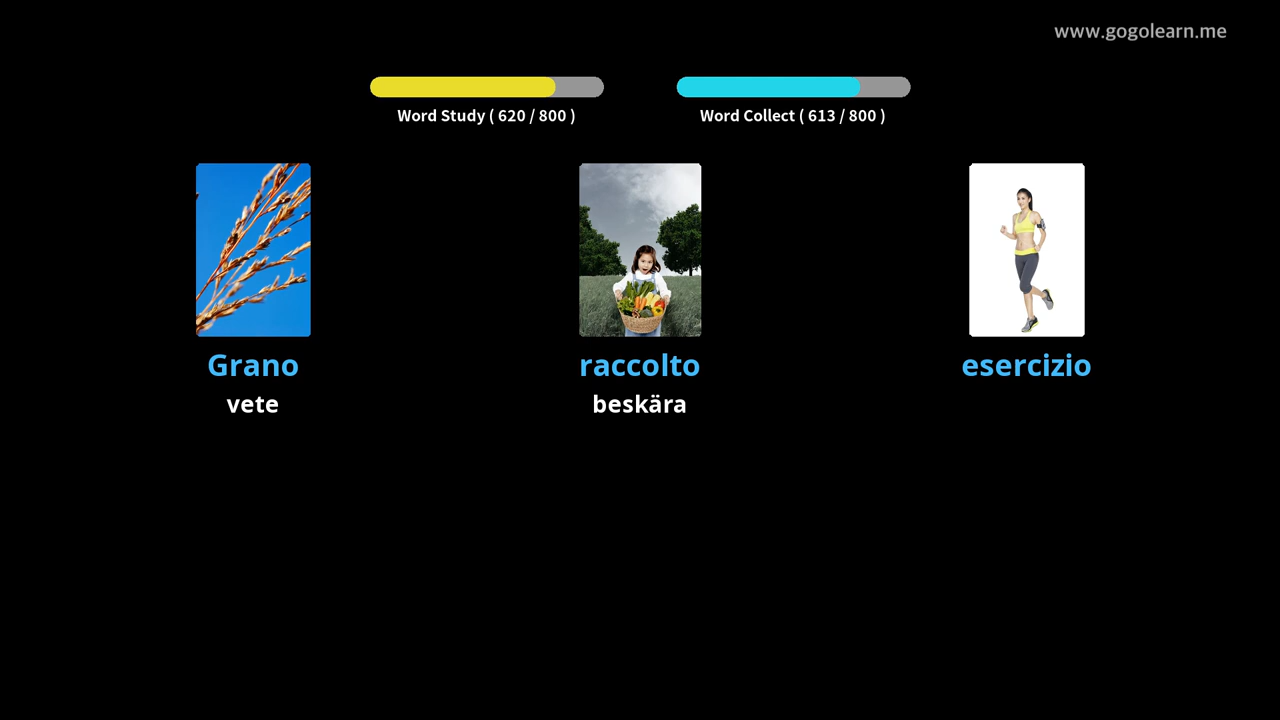 www.gogolearn.me
Word Study ( 620 / 800 )
Word Collect ( 613 / 800 )
Grano
vete
raccolto
beskära
esercizio